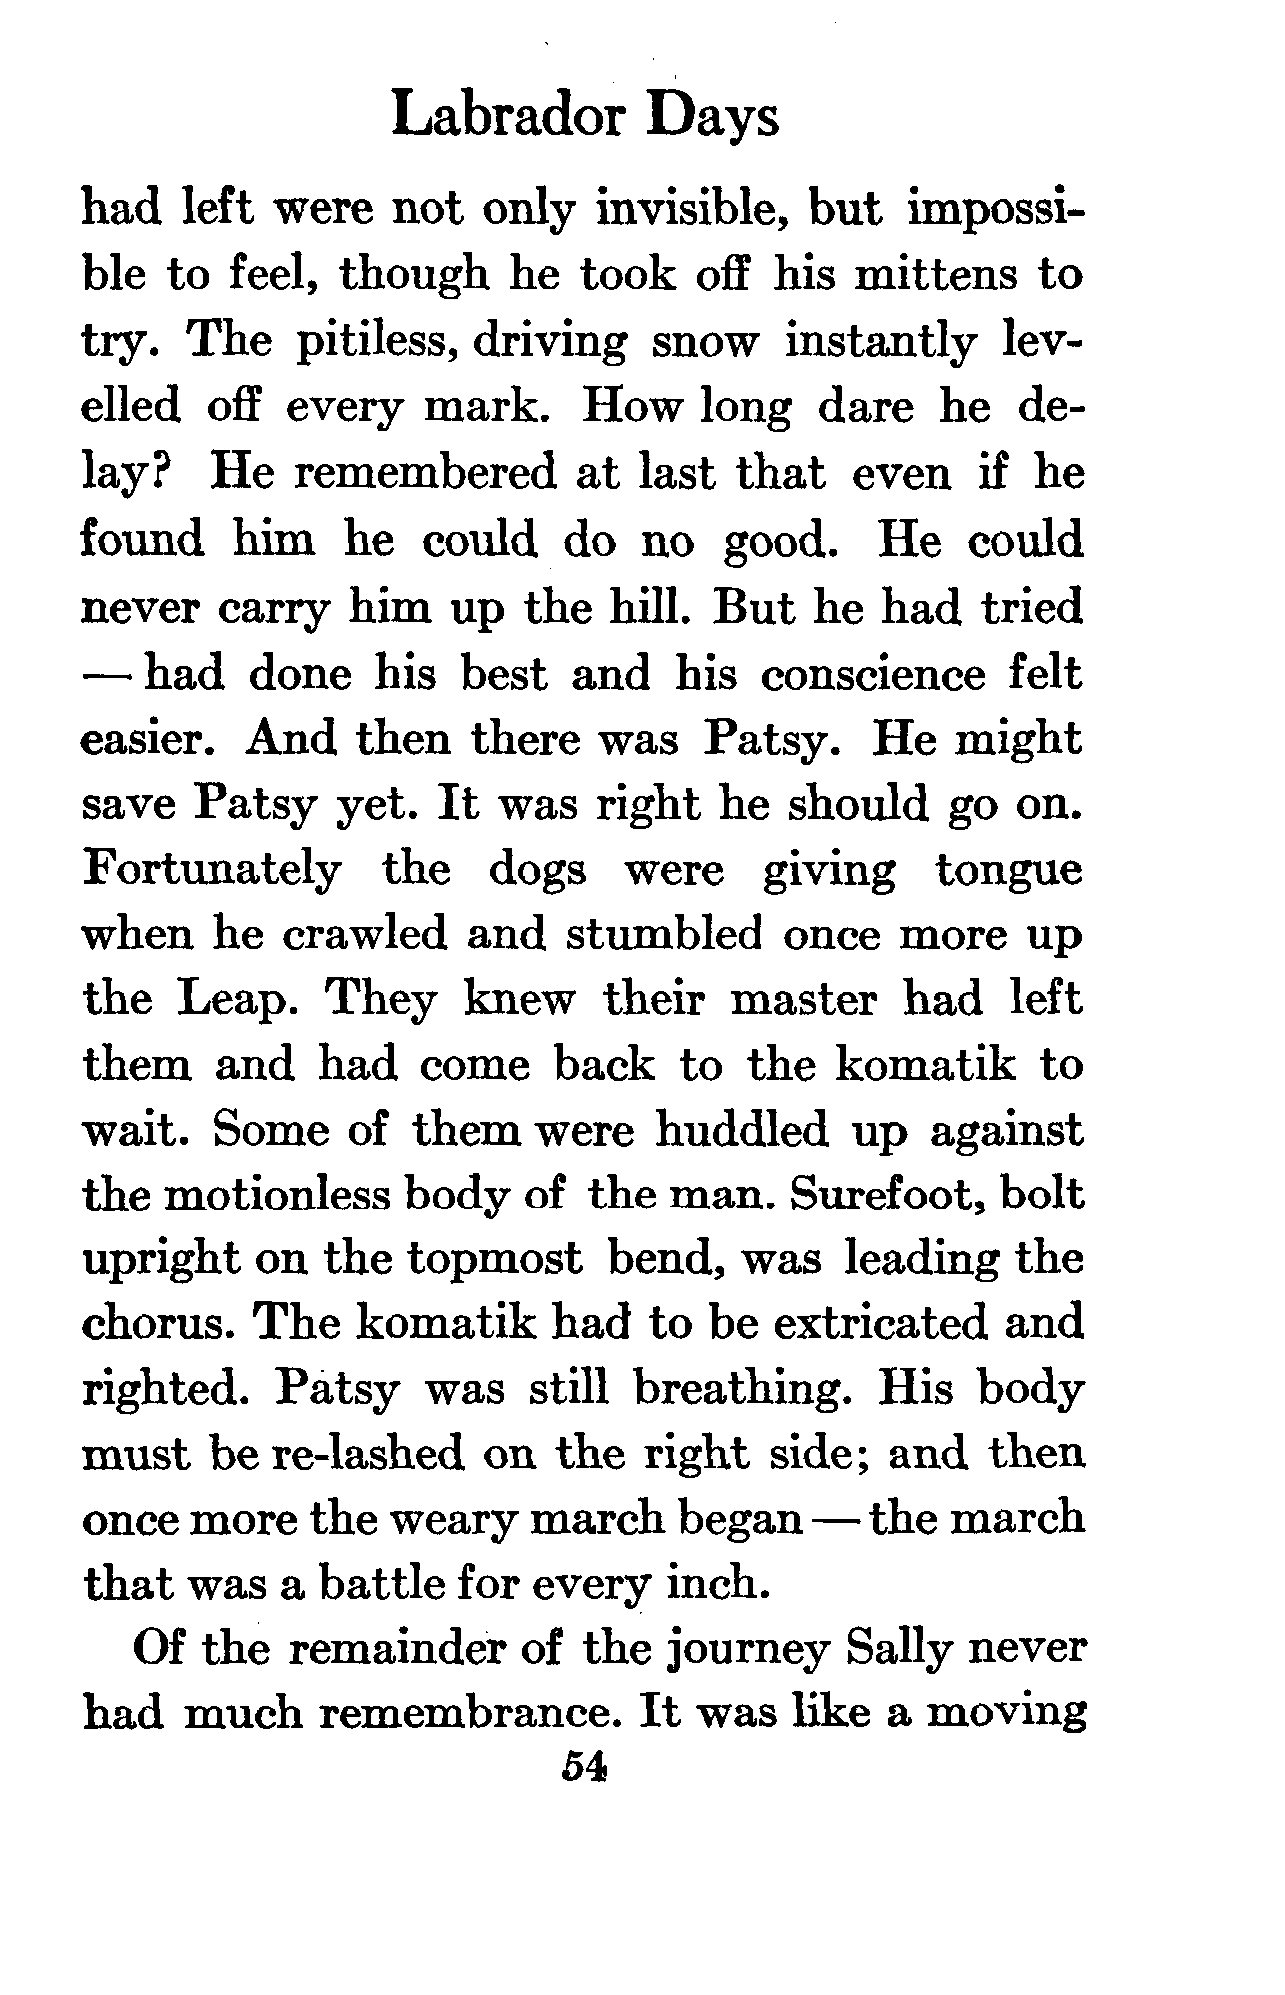 Labrador Days
had left were not only invisible, but impossi-
ble to feel, though he took off his mittens to
try. The pitiless, driving snow instantly lev-
elled off every mark. How long dare he de-
lay? He remembered at last that even if he
found him he could do no good. He could
never carry him up the hill. But he had tried
— had done his best and his conscience felt
easier. And then there was Patsy. He might
save Patsy yet. It was right he should go on.
Fortunately the dogs were giving tongue
when he crawled and stumbled once more up
the Leap. They knew their master had left
them and had come back to the komatik to
wait. Some of them were huddled up against
the motionless body of the man. Surefoot, bolt
upright on the topmost bend, was leading the
chorus. The komatik had to be extricated and
righted. Patsy was still breathing. His body
must be re-lashed on the right side; and then
once more the weary march began — the march
that was a battle for every inch.
Of the remainder of the journey Sally never
had much remembrance. It was like a moving
54